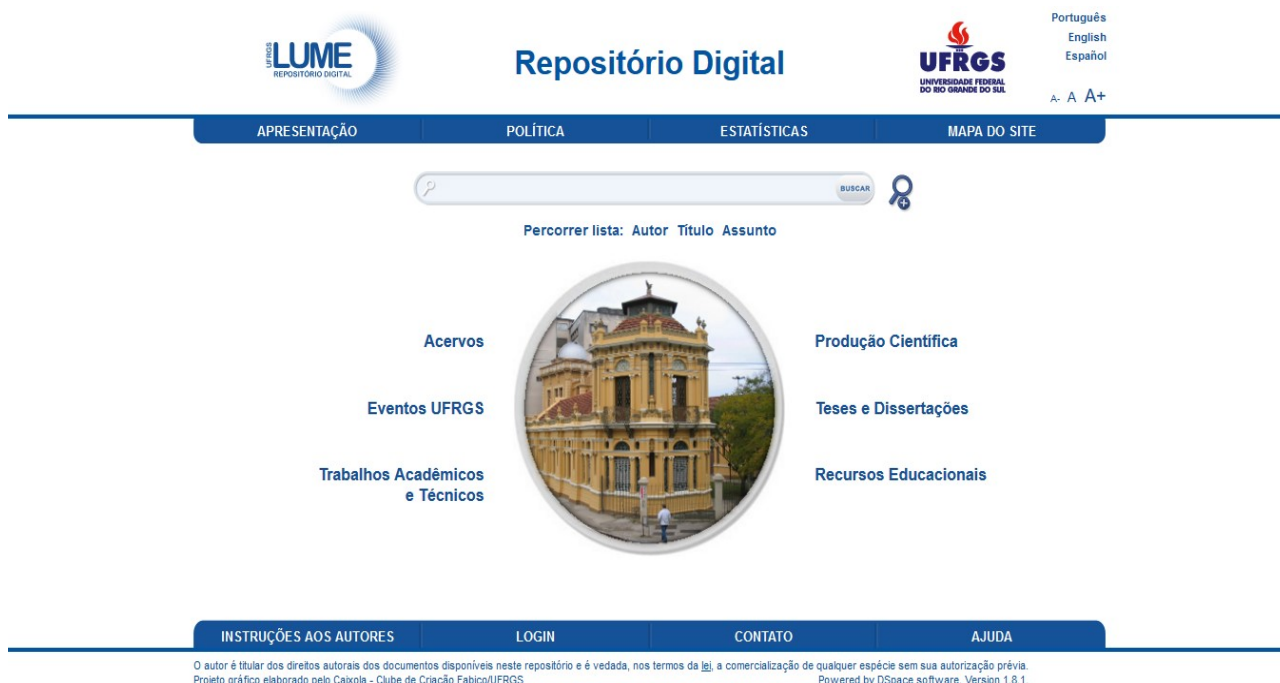 UFRGS
LUME
REPOSITÓRIO DIGITAL
Repositório Digital
UFRGS
UNIVERSIDADE FEDERAL
DO RIO GRANDE DO SUL
Português
English
Español
A- A A+
APRESENTAÇÃO POLÍTICA ESTATÍSTICAS MAPA DO SITE
BUSCAR
Percorrer lista: Autor Título Assunto
Acervos
Produção Científica
Eventos UFRGS
Teses e Dissertações
Trabalhos Acadêmicos
e Técnicos
Recursos Educacionais
INSTRUÇÕES AOS AUTORES LOGIN CONTATO AJUDA
O autor é titular dos direitos autorais dos documentos disponíveis neste repositório e é vedada, nos termos da lei, a comercialização de qualquer espécie sem sua autorização prévia.
Projeto gráfico elaborado pelo Caixola - Clube de Criação Fabico/UFRGS Powered by DSpace software, Version 1.8.1.